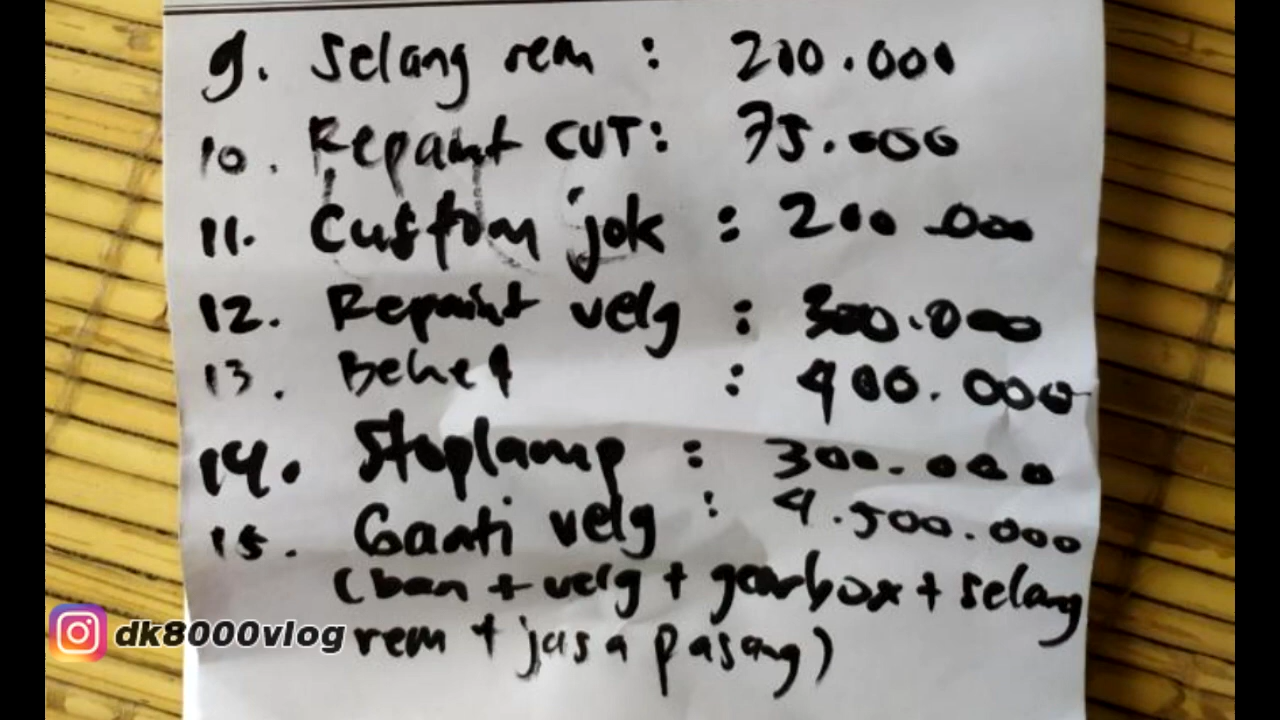 9. Selang rem : 200.000
10. Repaint CUT: 75.000
11. Custom jok : 200.000
12. Repaint velg : 300.000
13. Behel : 400.000
14. Stoplamp : 300.000
15. Ganti velg : 4.500.000
(ban + velg + gearbox + selang
rem + jasa pasang)
dk8000vlog